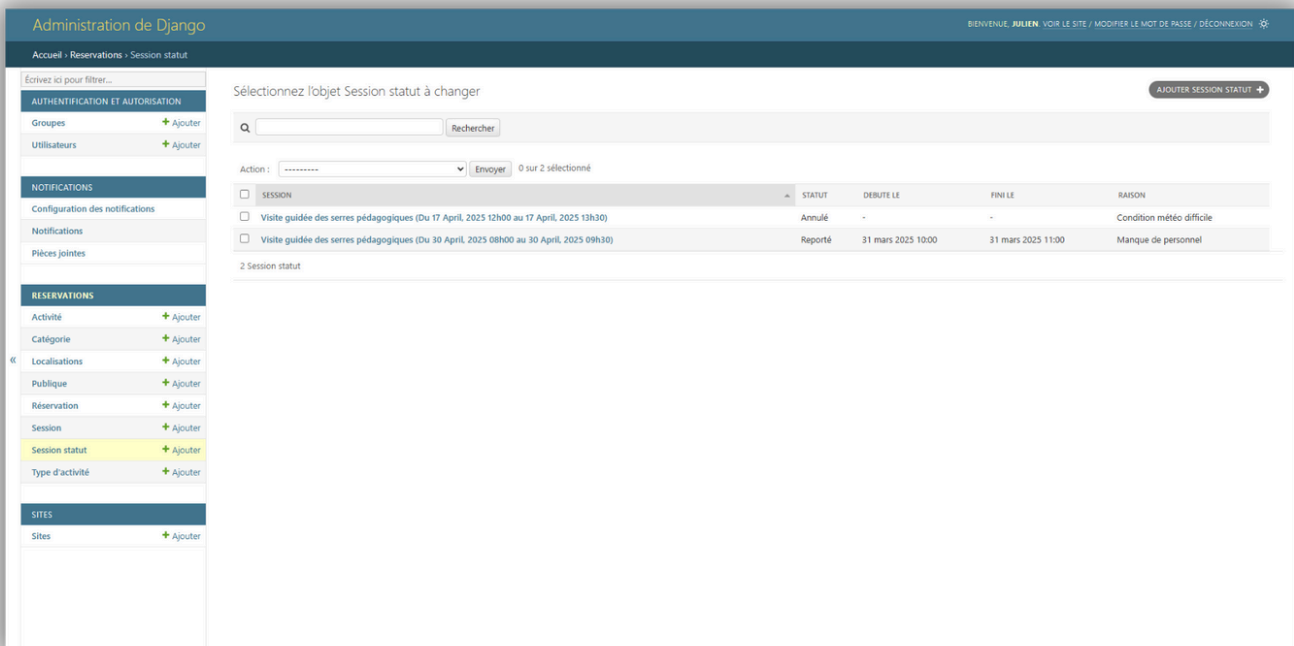 Administration de Django
BIENVENUE, JULIEN. VOIR LE SITE / MODIFIER LE MOT DE PASSE / DÉCONNEXION
Accueil › Reservations › Session statut
Écrivez ici pour filtrer...
AUTHENTIFICATION ET AUTORISATION
Groupes + Ajouter
Utilisateurs + Ajouter
NOTIFICATIONS
Configuration des notifications
Notifications
Pièces jointes
RESERVATIONS
Activité + Ajouter
Catégorie + Ajouter
« Localisations + Ajouter
Publique + Ajouter
Réservation + Ajouter
Session + Ajouter
Session statut + Ajouter
Type d'activité + Ajouter
SITES
Sites + Ajouter
Sélectionnez l'objet Session statut à changer
AJOUTER SESSION STATUT +
Rechercher
Action : --------- Envoyer 0 sur 2 sélectionné
SESSION STATUT DEBUTE LE FINI LE RAISON
Visite guidée des serres pédagogiques (Du 17 April, 2025 12h00 au 17 April, 2025 13h30) Annulé - - Condition météo difficile
Visite guidée des serres pédagogiques (Du 30 April, 2025 08h00 au 30 April, 2025 09h30) Reporté 31 mars 2025 10:00 31 mars 2025 11:00 Manque de personnel
2 Session statut